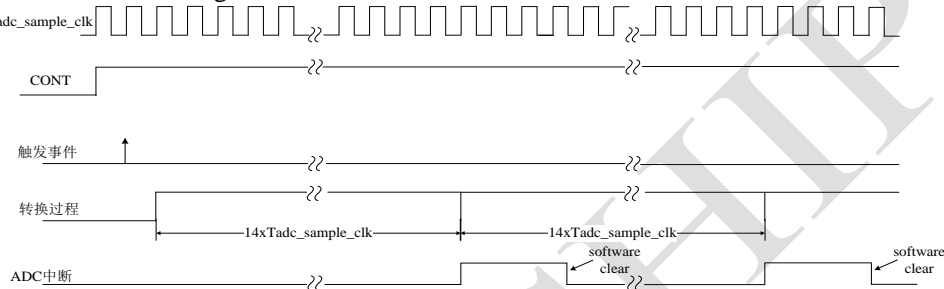 adc_sample_clk
CONT
触发事件
转换过程
14xTadc_sample_clk
14xTadc_sample_clk
ADC中断
software
clear
software
clear